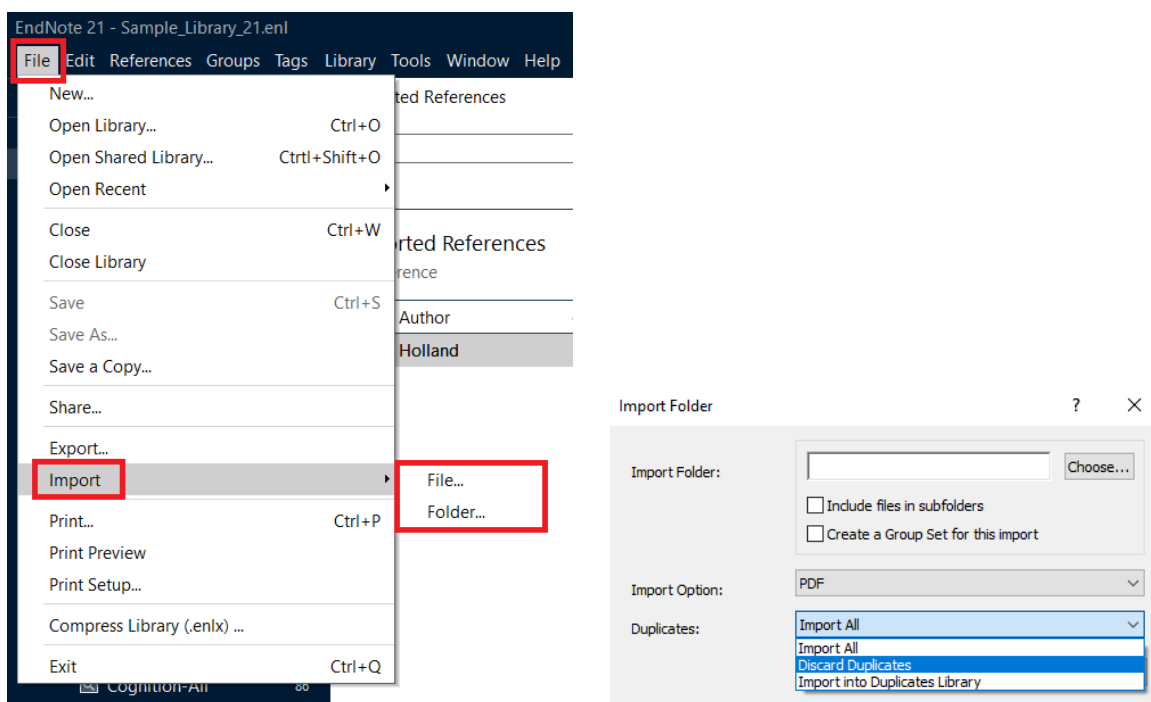 EndNote 21 - Sample_Library_21.enl
File Edit References Groups Tags Library Tools Window Help
New...
ted References
Open Library... Ctrl+O
Open Shared Library... Ctrtl+Shift+O
Open Recent
Close Ctrl+W
rted References
Close Library
rence
Save Ctrl+S
Author
Save As...
Holland
Save a Copy...
Share...
Export...
Import
File...
Folder...
Print... Ctrl+P
Print Preview
Print Setup...
Compress Library (.enlx) ...
Exit Ctrl+Q
Cognition-All 86
Import Folder ?
Import Folder: Choose...
Include files in subfolders
Create a Group Set for this import
Import Option: PDF
Duplicates: Import All
Import All
Discard Duplicates
Import into Duplicates Library